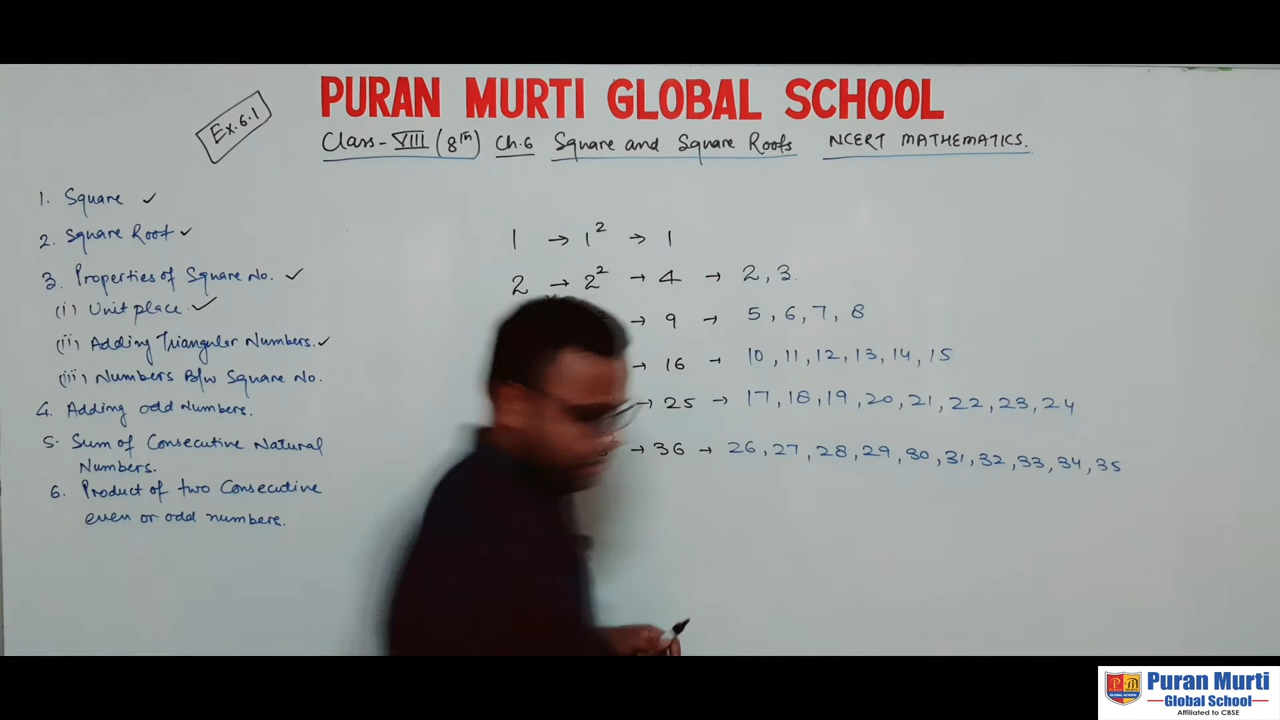 PURAN MURTI GLOBAL SCHOOL
Ex.6.1
Class-VIII (8th) Ch.6 Square and Square Roots NCERT MATHEMATICS.
1. Square ✓
2. Square Root ✓
3. Properties of Square No. ✓
(i) Unit place ✓
(ii) Adding Triangular Numbers. ✓
(iii) Numbers B/w Square No.
4. Adding odd Numbers.
5. Sum of Consecutive Natural
Numbers.
6. Product of two Consecutive
even or odd numbers.
1 → 1² → 1
2 → 2² → 4 → 2, 3
→ 9 → 5, 6, 7, 8
→ 16 → 10, 11, 12, 13, 14, 15
→ 25 → 17, 18, 19, 20, 21, 22, 23, 24
→ 36 → 26, 27, 28, 29, 30, 31, 32, 33, 34, 35
Puran Murti
Global School
Affiliated to CBSE